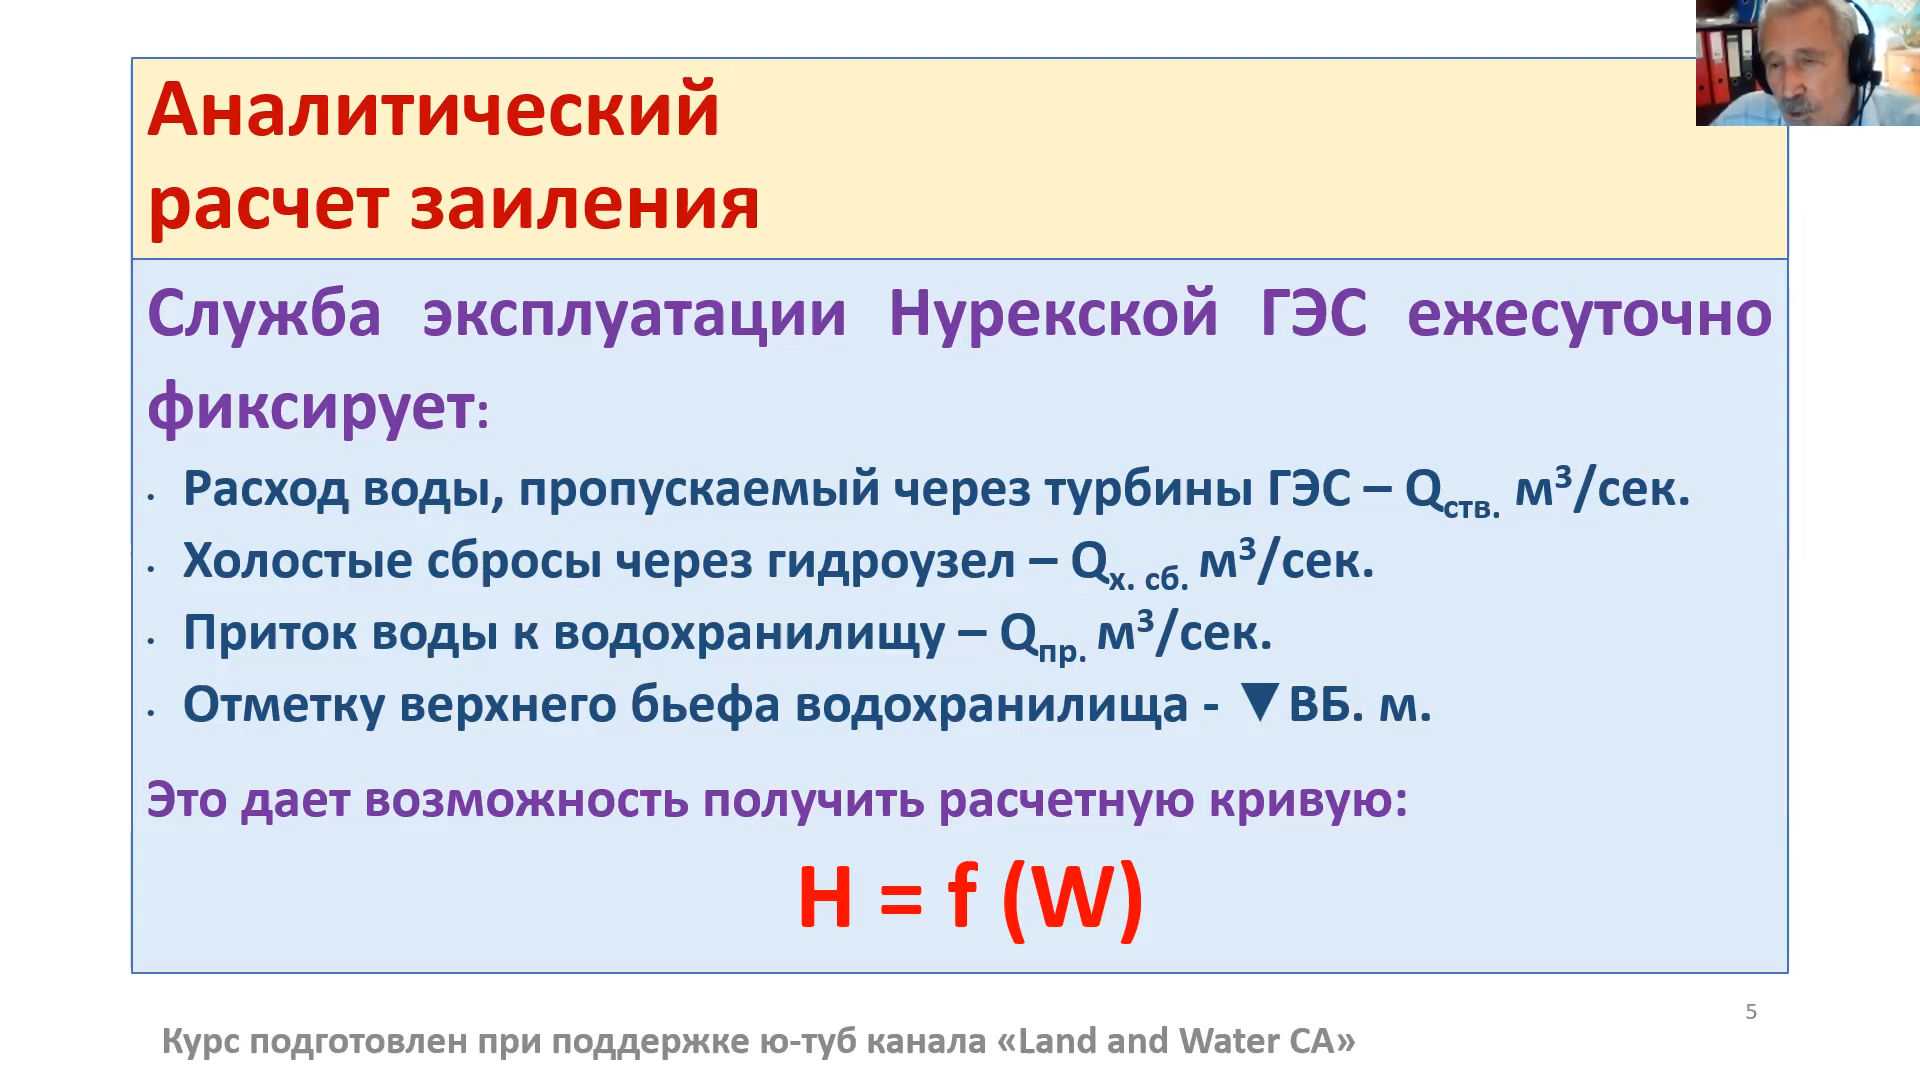 Аналитический
расчет заиления
Служба эксплуатации Нурекской ГЭС ежесуточно
фиксирует:
• Расход воды, пропускаемый через турбины ГЭС – Qств. м³/сек.
• Холостые сбросы через гидроузел – Qх. сб. м³/сек.
• Приток воды к водохранилищу – Qпр. м³/сек.
• Отметку верхнего бьефа водохранилища - ▼ВБ. м.
Это дает возможность получить расчетную кривую:
H = f (W)
5
Курс подготовлен при поддержке ю-туб канала «Land and Water CA»